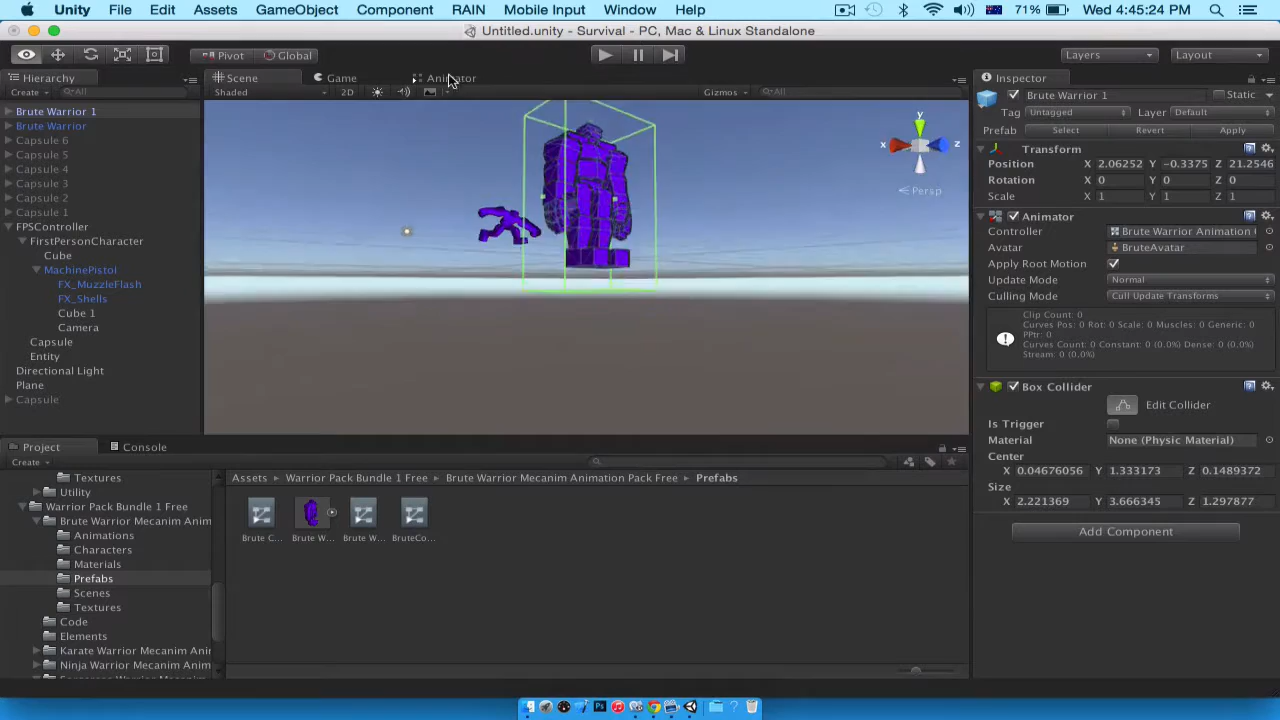 Unity File Edit Assets GameObject Component RAIN Mobile Input Window Help 71% Wed 4:45:24 PM
Untitled.unity - Survival - PC, Mac & Linux Standalone
Pivot Global Layers Layout
Hierarchy Scene Game Animator Inspector
Create All Shaded 2D Gizmos All
Brute Warrior 1 Static
Tag Untagged Layer Default
Prefab Select Revert Apply
Brute Warrior 1
Brute Warrior
Capsule 6
Capsule 5
Capsule 4
Capsule 3
Capsule 2
Capsule 1
FPSController
FirstPersonCharacter
Cube
MachinePistol
FX_MuzzleFlash
FX_Shells
Cube 1
Camera
Capsule
Entity
Directional Light
Plane
Capsule
y
x z
Persp
Transform
Position X 2.06252 Y -0.3375 Z 21.2546
Rotation X 0 Y 0 Z 0
Scale X 1 Y 1 Z 1
Animator
Controller Brute Warrior Animation
Avatar BruteAvatar
Apply Root Motion
Update Mode Normal
Culling Mode Cull Update Transforms
Clip Count: 0
Curves Pos: 0 Rot: 0 Scale: 0 Muscles: 0 Generic: 0
PPtr: 0
Curves Count: 0 Constant: 0 (0.0%) Dense: 0 (0.0%)
Stream: 0 (0.0%)
Box Collider
Edit Collider
Is Trigger
Material None (Physic Material)
Center
X 0.04676056 Y 1.333173 Z 0.1489372
Size
X 2.221369 Y 3.666345 Z 1.297877
Add Component
Project Console
Create
Textures
Utility
Warrior Pack Bundle 1 Free
Brute Warrior Mecanim Anim
Animations
Characters
Materials
Prefabs
Scenes
Textures
Code
Elements
Karate Warrior Mecanim Anir
Ninja Warrior Mecanim Anim
Assets Warrior Pack Bundle 1 Free Brute Warrior Mecanim Animation Pack Free Prefabs
Brute C... Brute W... Brute W... BruteCo...